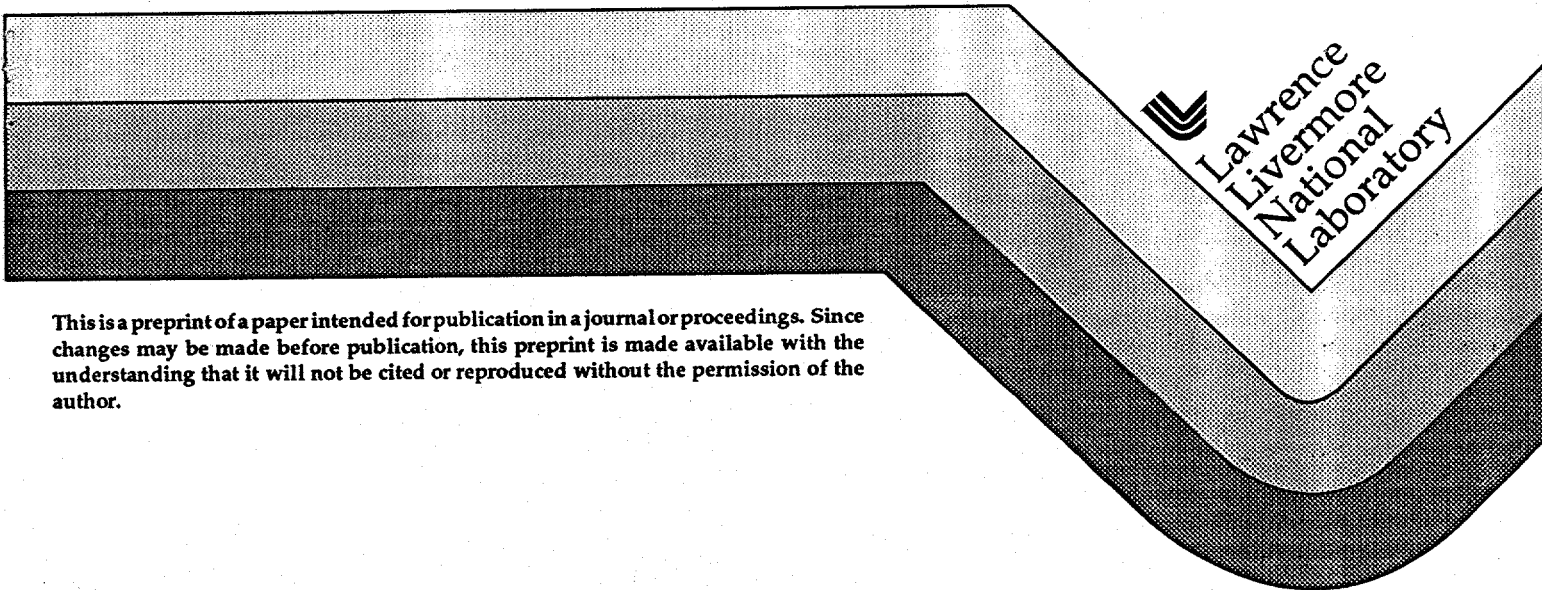 Lawrence
Livermore
National
Laboratory
This is a preprint of a paper intended for publication in a journal or proceedings. Since
changes may be made before publication, this preprint is made available with the
understanding that it will not be cited or reproduced without the permission of the
author.